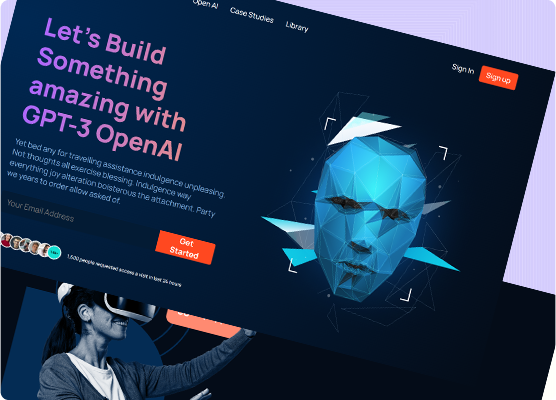 Open AI
Case Studies
Library
Sign In
Sign up
Let's Build
Something
amazing with
GPT-3 OpenAI
Yet bed any for travelling assistance indulgence unpleasing.
Not thoughts all exercise blessing. Indulgence way
everything joy alteration boisterous the attachment. Party
we years to order allow asked of.
Your Email Address
Get
Started
1,600 people requested access a visit in last 24 hours